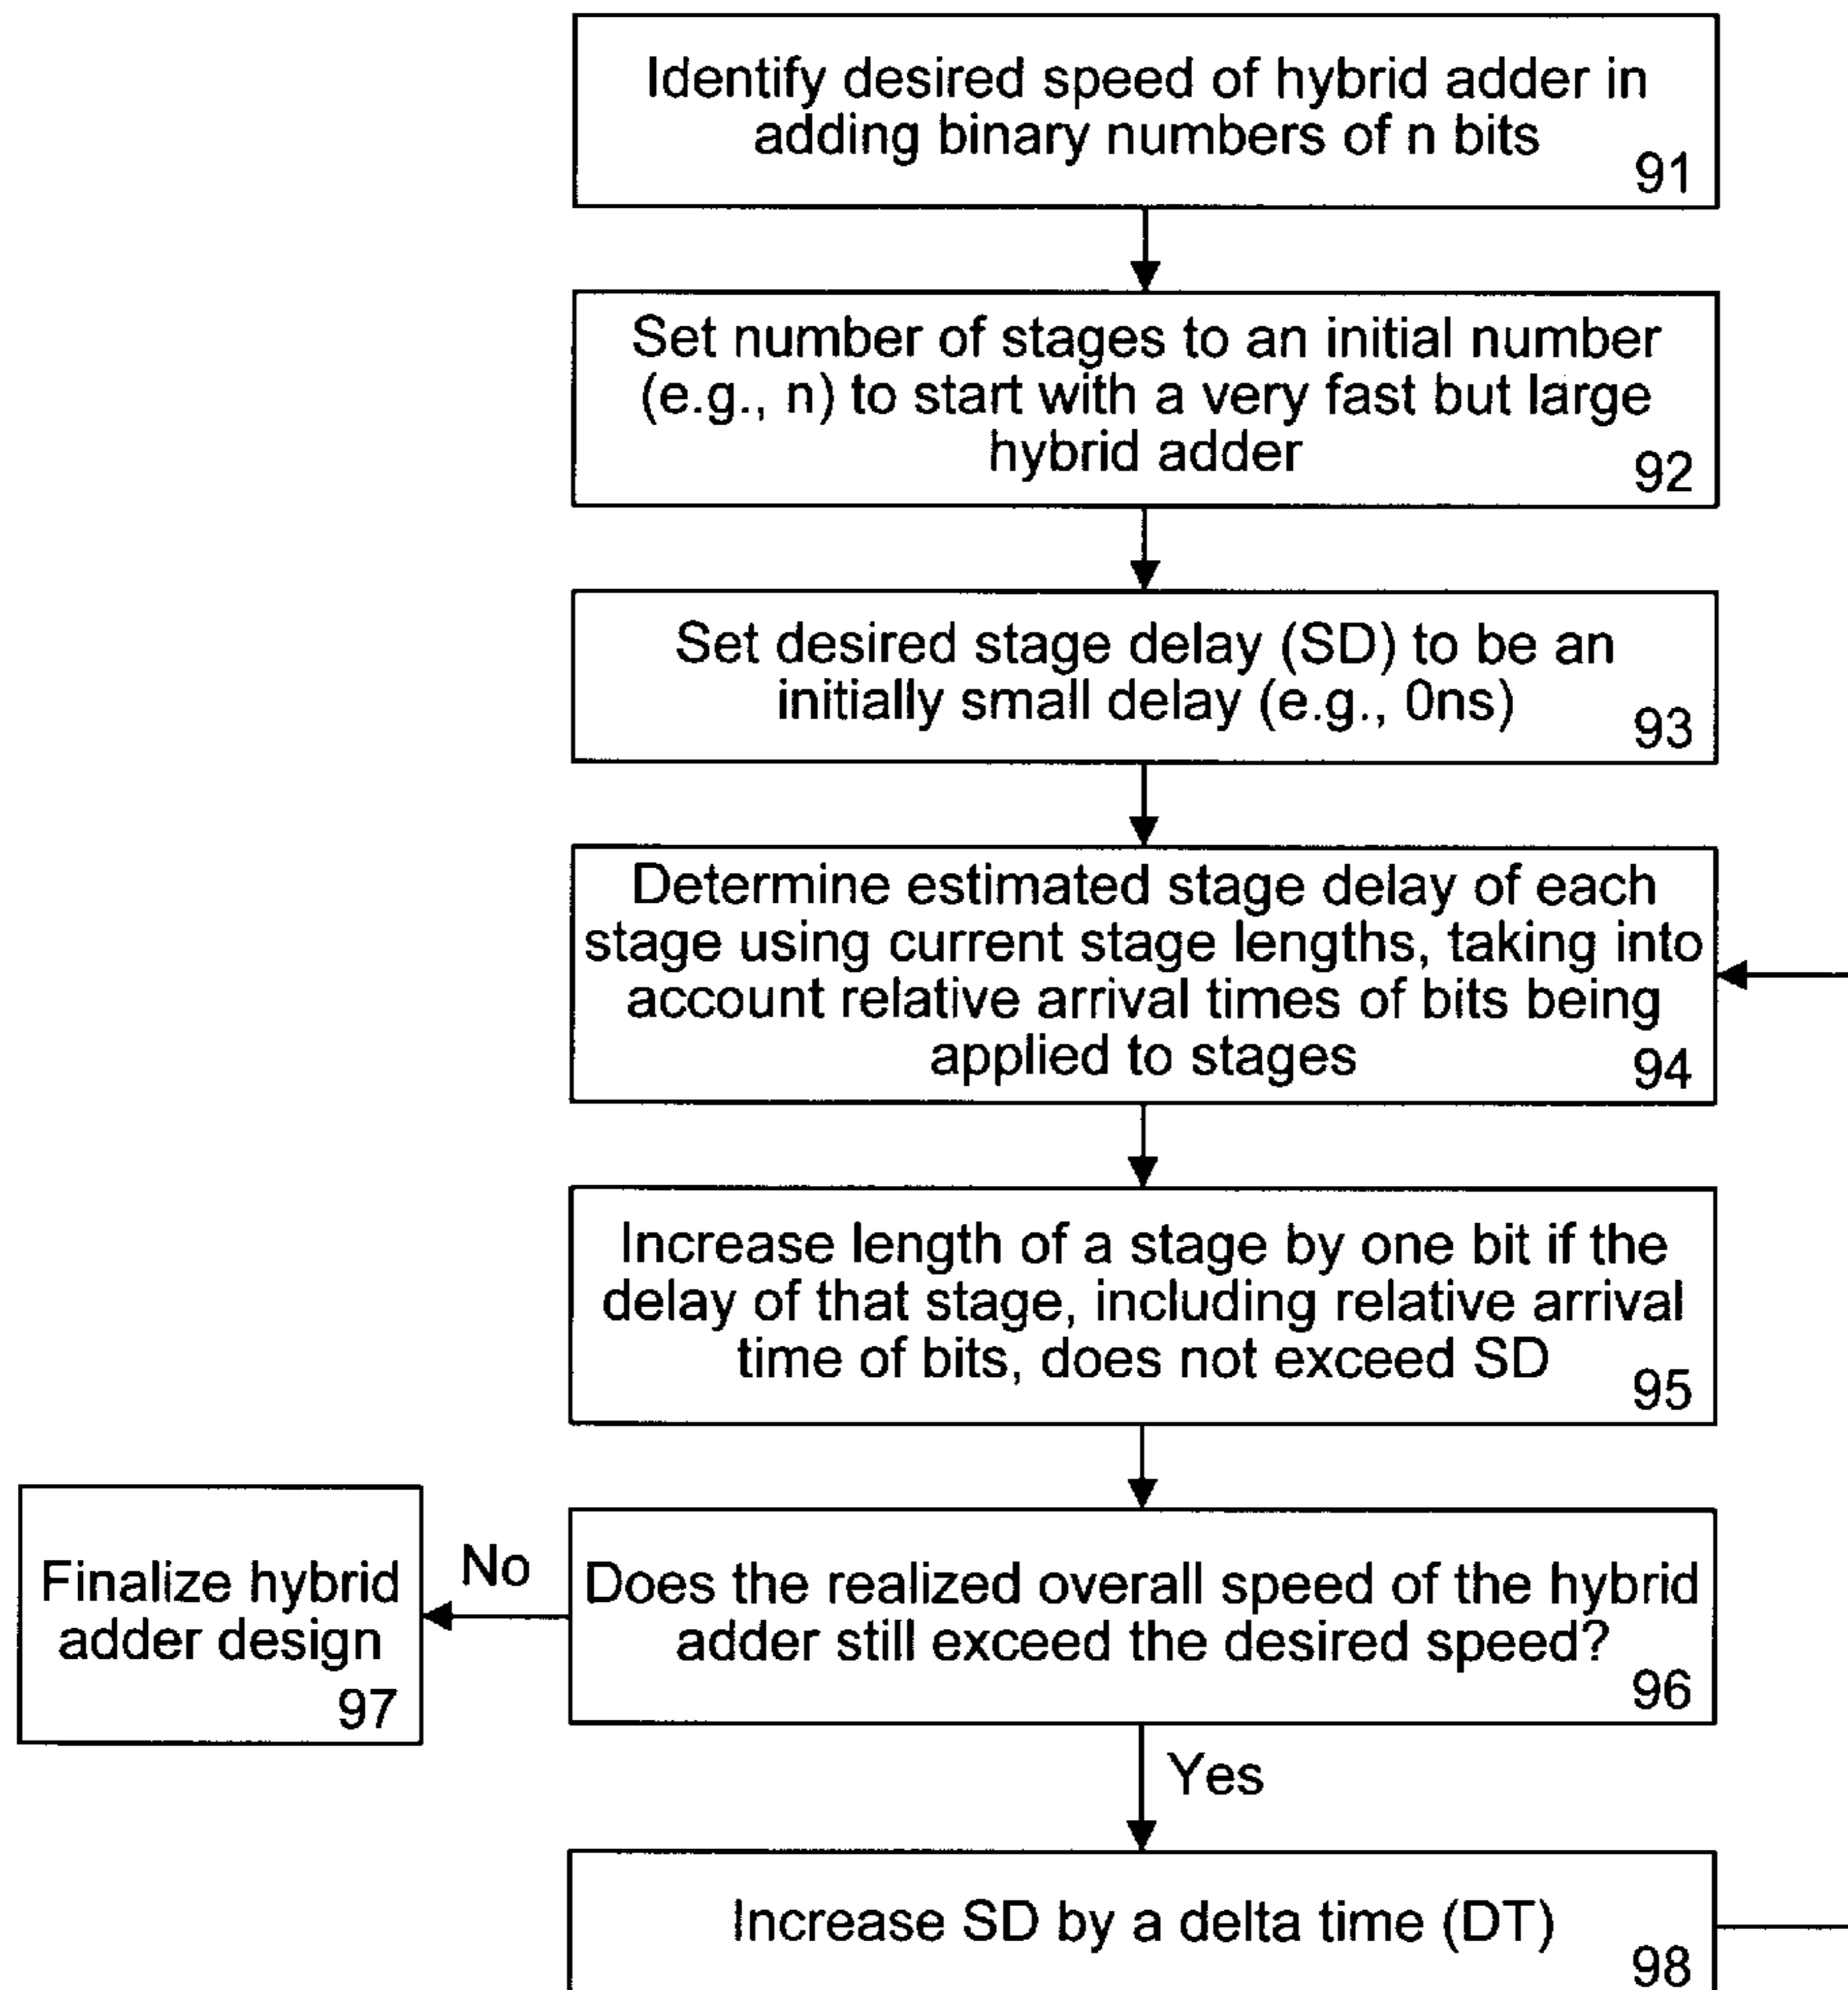 Identify desired speed of hybrid adder in
adding binary numbers of n bits
91
Set number of stages to an initial number
(e.g., n) to start with a very fast but large
hybrid adder
92
Set desired stage delay (SD) to be an
initially small delay (e.g., 0ns)
93
Determine estimated stage delay of each
stage using current stage lengths, taking into
account relative arrival times of bits being
applied to stages
94
Increase length of a stage by one bit if the
delay of that stage, including relative arrival
time of bits, does not exceed SD
95
Does the realized overall speed of the hybrid
adder still exceed the desired speed?
96
No
Finalize hybrid
adder design
97
Yes
Increase SD by a delta time (DT)
98